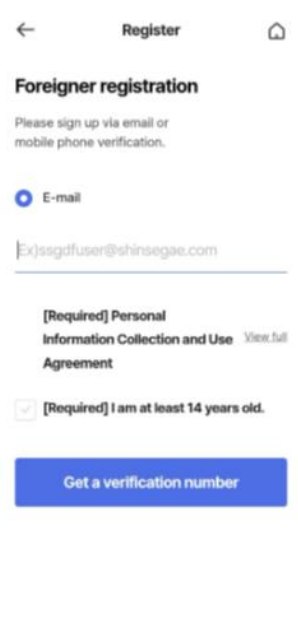 Register
Foreigner registration
Please sign up via email or
mobile phone verification.
E-mail
Ex)ssgdfuser@shinsegae.com
[Required] Personal
Information Collection and Use View full
Agreement
[Required] I am at least 14 years old.
Get a verification number